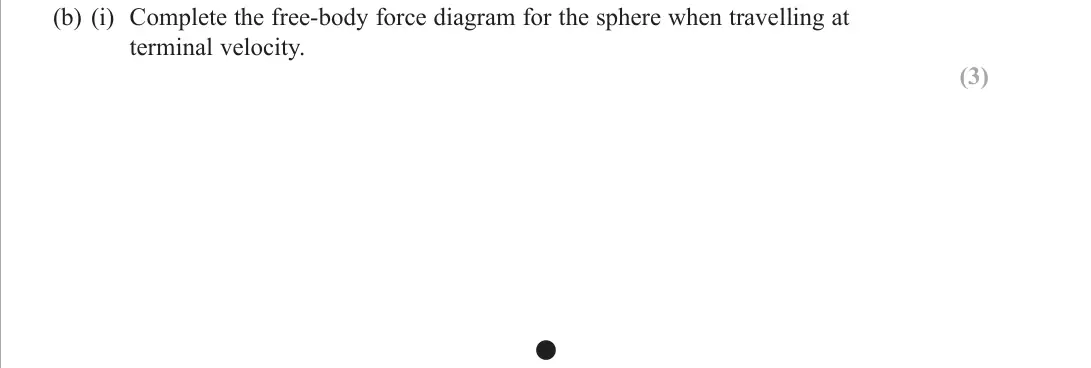 (b) (i) Complete the free-body force diagram for the sphere when travelling at
terminal velocity.
(3)